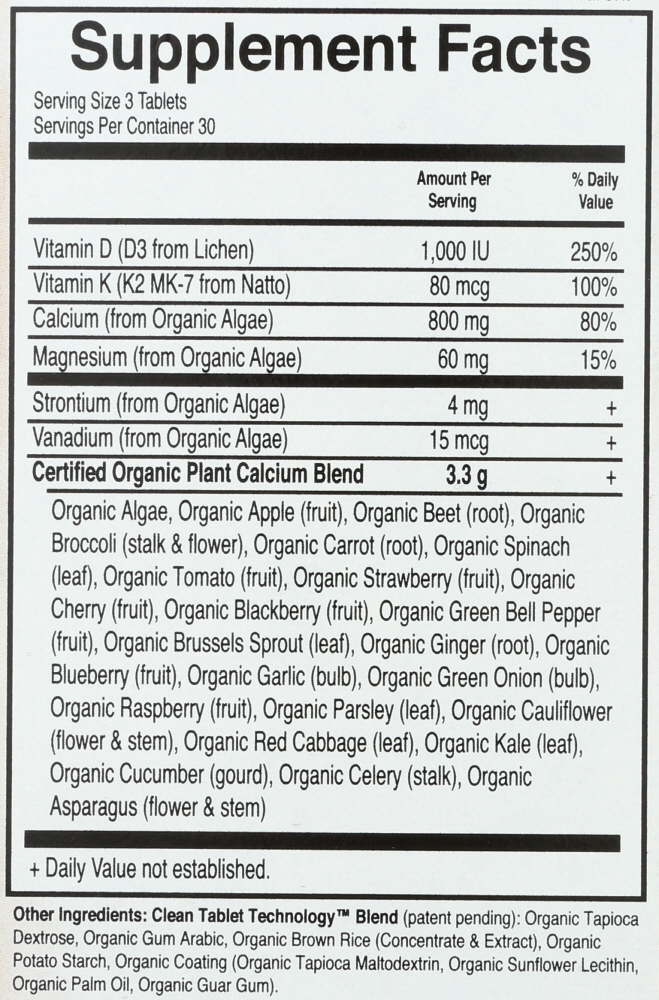 Supplement Facts
Serving Size 3 Tablets
Servings Per Container 30
Amount Per % Daily
Serving Value
Vitamin D (D3 from Lichen) 1,000 IU 250%
Vitamin K (K2 MK-7 from Natto) 80 mcg 100%
Calcium (from Organic Algae) 800 mg 80%
Magnesium (from Organic Algae) 60 mg 15%
Strontium (from Organic Algae) 4 mg +
Vanadium (from Organic Algae) 15 mcg +
Certified Organic Plant Calcium Blend 3.3 g +
Organic Algae, Organic Apple (fruit), Organic Beet (root), Organic
Broccoli (stalk & flower), Organic Carrot (root), Organic Spinach
(leaf), Organic Tomato (fruit), Organic Strawberry (fruit), Organic
Cherry (fruit), Organic Blackberry (fruit), Organic Green Bell Pepper
(fruit), Organic Brussels Sprout (leaf), Organic Ginger (root), Organic
Blueberry (fruit), Organic Garlic (bulb), Organic Green Onion (bulb),
Organic Raspberry (fruit), Organic Parsley (leaf), Organic Cauliflower
(flower & stem), Organic Red Cabbage (leaf), Organic Kale (leaf),
Organic Cucumber (gourd), Organic Celery (stalk), Organic
Asparagus (flower & stem)
+ Daily Value not established.
Other Ingredients: Clean Tablet Technology™ Blend (patent pending): Organic Tapioca
Dextrose, Organic Gum Arabic, Organic Brown Rice (Concentrate & Extract), Organic
Potato Starch, Organic Coating (Organic Tapioca Maltodextrin, Organic Sunflower Lecithin,
Organic Palm Oil, Organic Guar Gum).